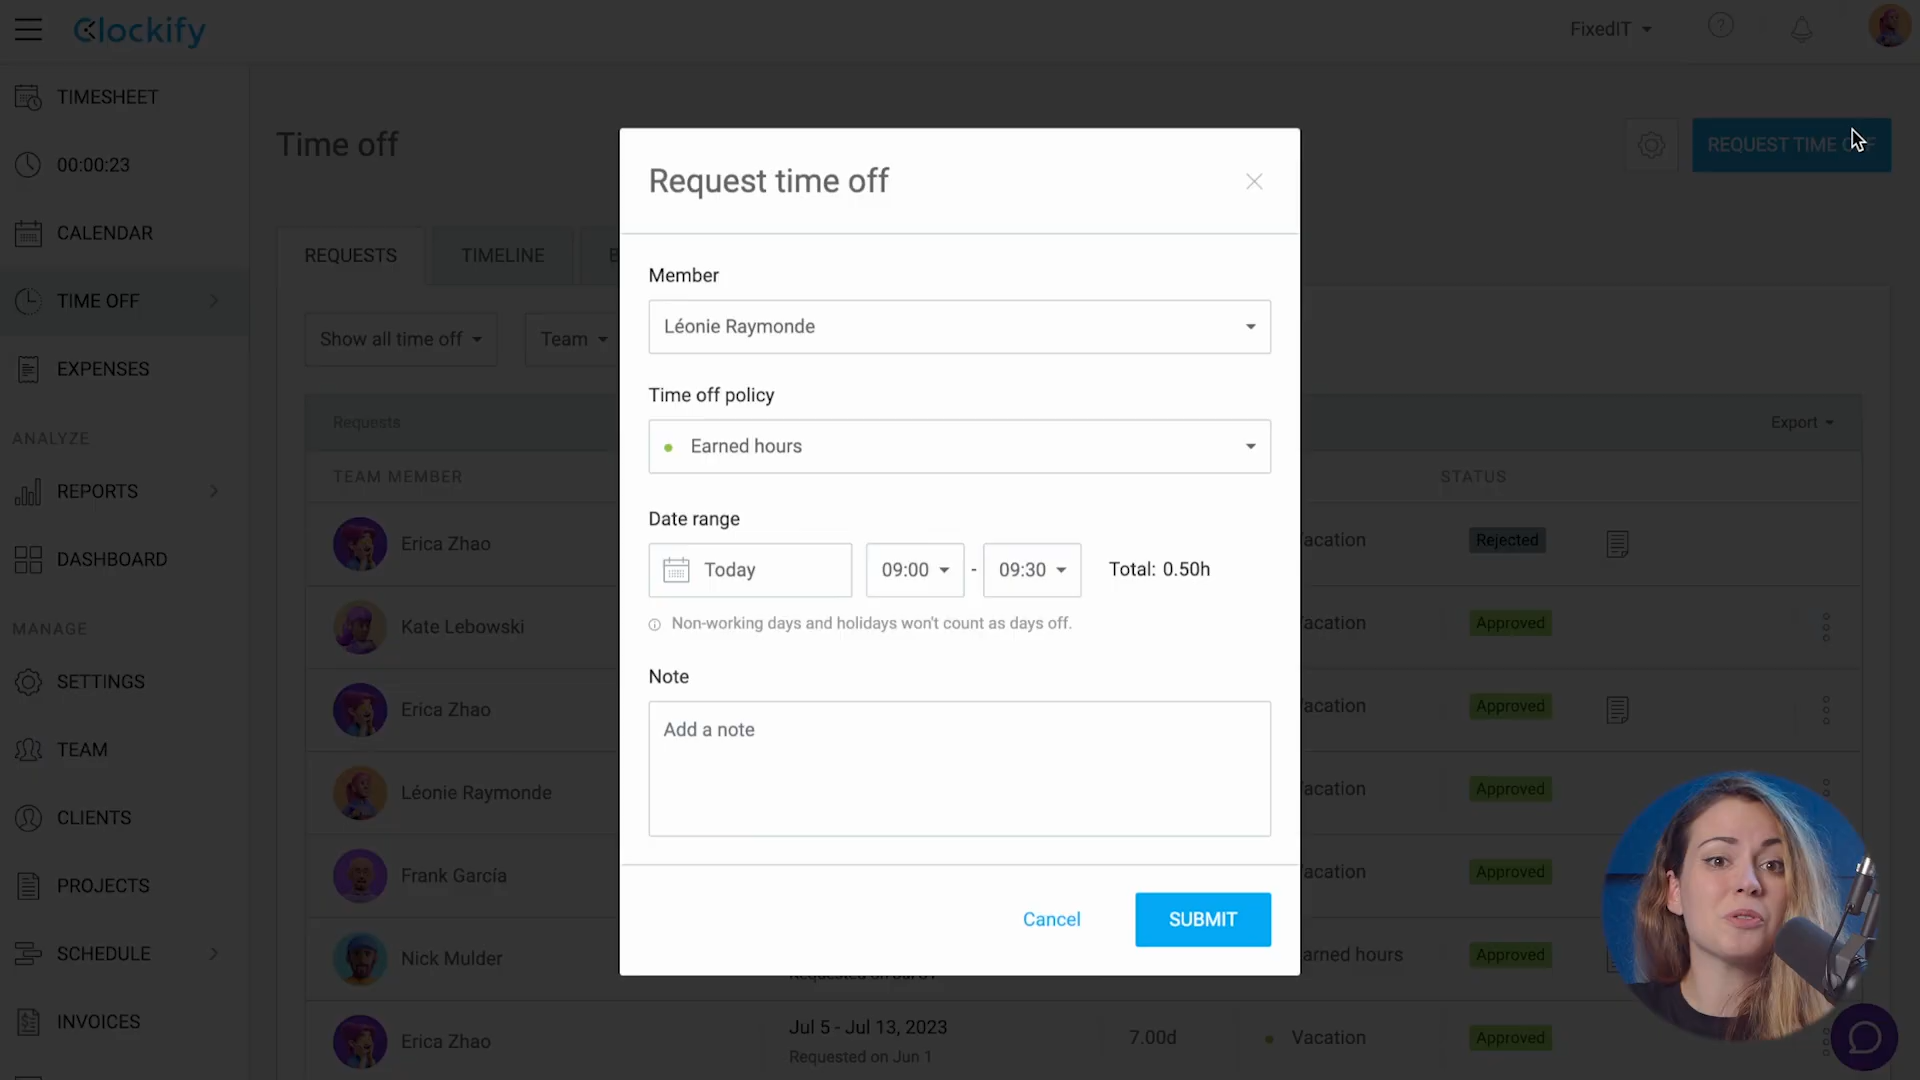 Clockify
FixedIT
TIMESHEET
00:00:23
CALENDAR
TIME OFF
EXPENSES
ANALYZE
REPORTS
DASHBOARD
MANAGE
SETTINGS
TEAM
CLIENTS
PROJECTS
SCHEDULE
INVOICES
Time off
REQUEST TIME
REQUESTS
TIMELINE
Show all time off
Team
Requests
Export
TEAM MEMBER
STATUS
Erica Zhao
acation
Rejected
Kate Lebowski
acation
Approved
Erica Zhao
acation
Approved
Léonie Raymonde
acation
Approved
Frank García
acation
Approved
Nick Mulder
arned hours
Approved
Erica Zhao
Jul 5 - Jul 13, 2023
Requested on Jun 1
7.00d
Vacation
Approved
Request time off
Member
Léonie Raymonde
Time off policy
Earned hours
Date range
Today
09:00 - 09:30
Total: 0.50h
Non-working days and holidays won't count as days off.
Note
Add a note
Cancel
SUBMIT